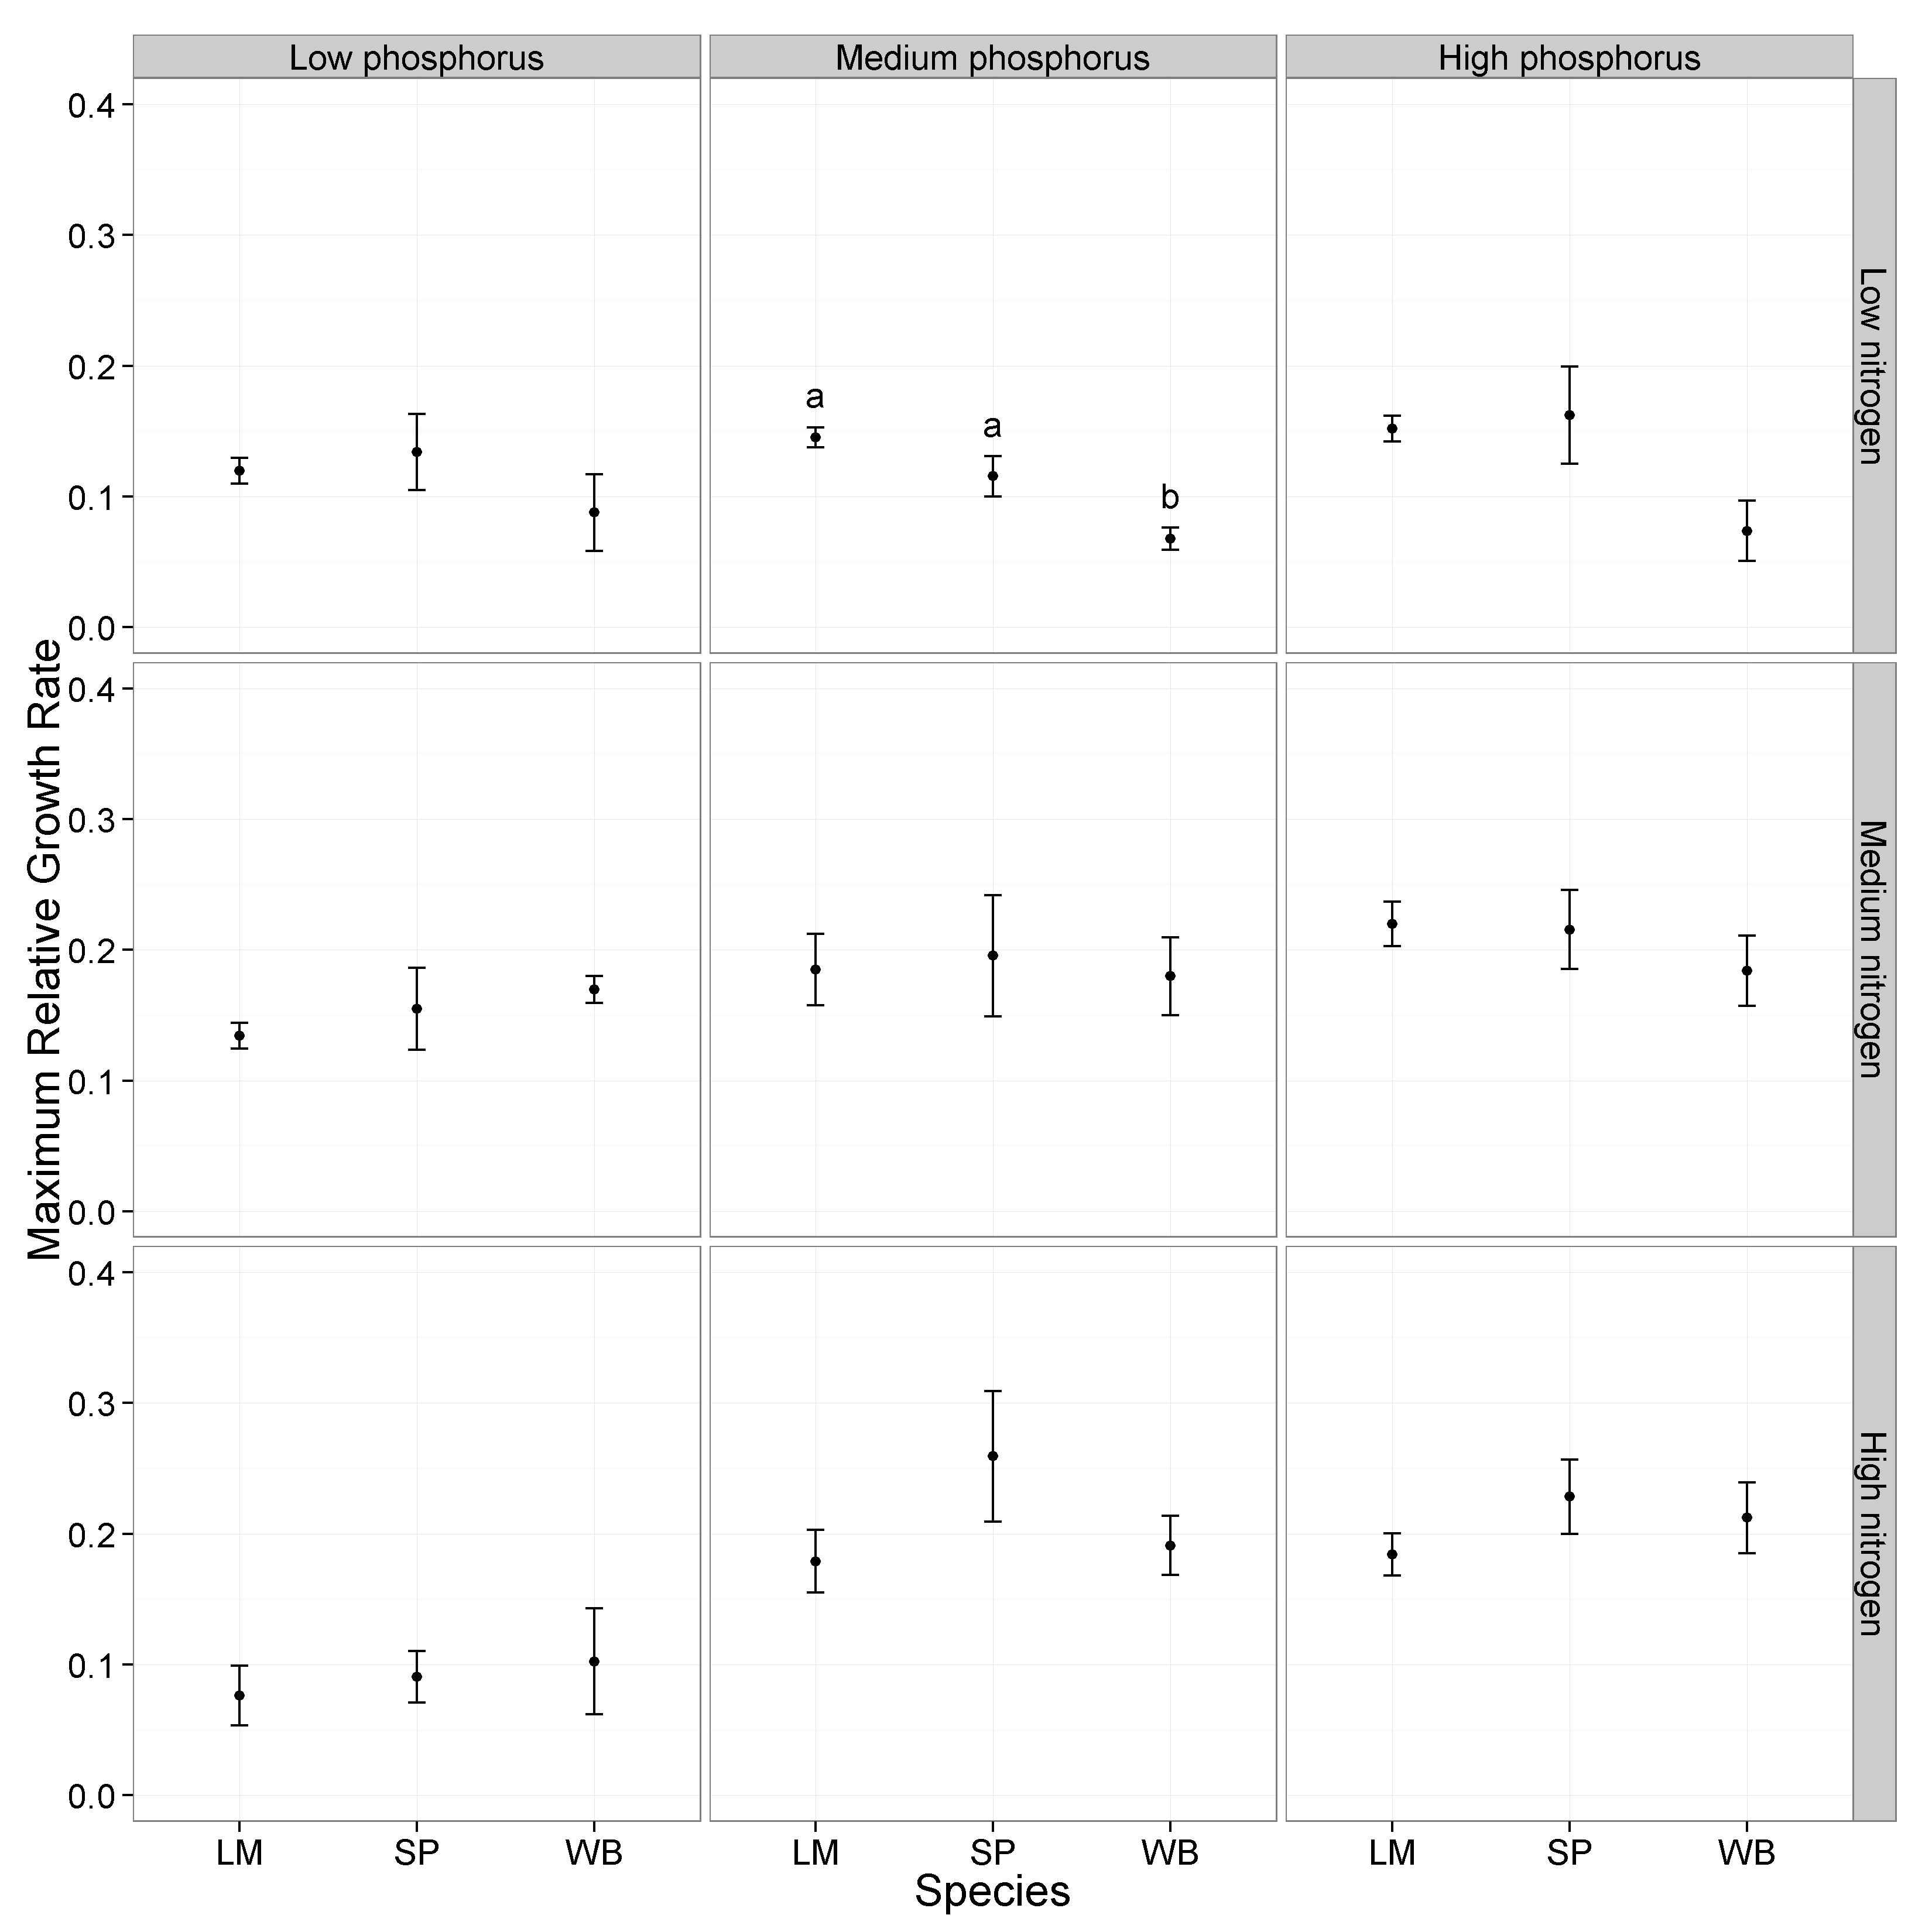 Low phosphorus
Medium phosphorus
High phosphorus
0.4
0.3
0.2
0.1
0.0
a
a
b
Low nitrogen
0.4
0.3
0.2
0.1
0.0
Medium nitrogen
0.4
0.3
0.2
0.1
0.0
High nitrogen
Maximum Relative Growth Rate
LM SP WB
LM SP WB
LM SP WB
Species